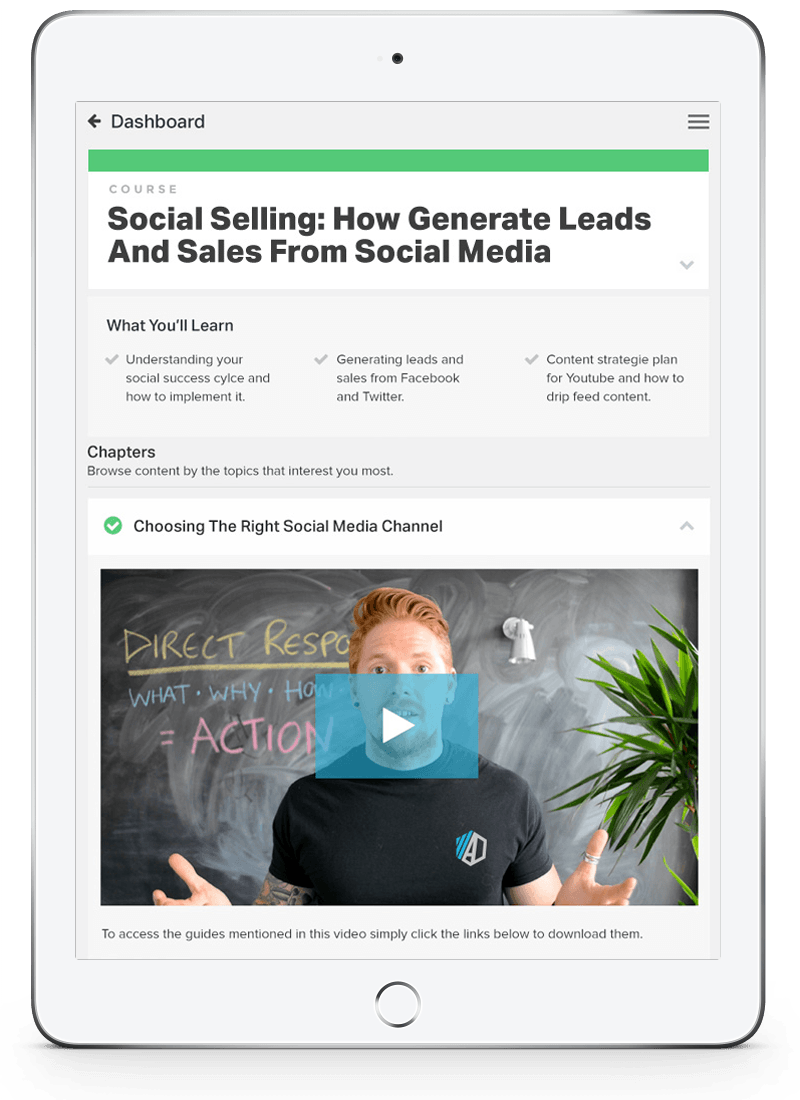 Dashboard
COURSE
Social Selling: How Generate Leads
And Sales From Social Media
What You'll Learn
Understanding your
social success cylce and
how to implement it.
Generating leads and
sales from Facebook
and Twitter.
Content strategie plan
for Youtube and how to
drip feed content.
Chapters
Browse content by the topics that interest you most.
Choosing The Right Social Media Channel
DIRECT RESPO
WHAT · WHY · HOW ·
= ACTION
To access the guides mentioned in this video simply click the links below to download them.